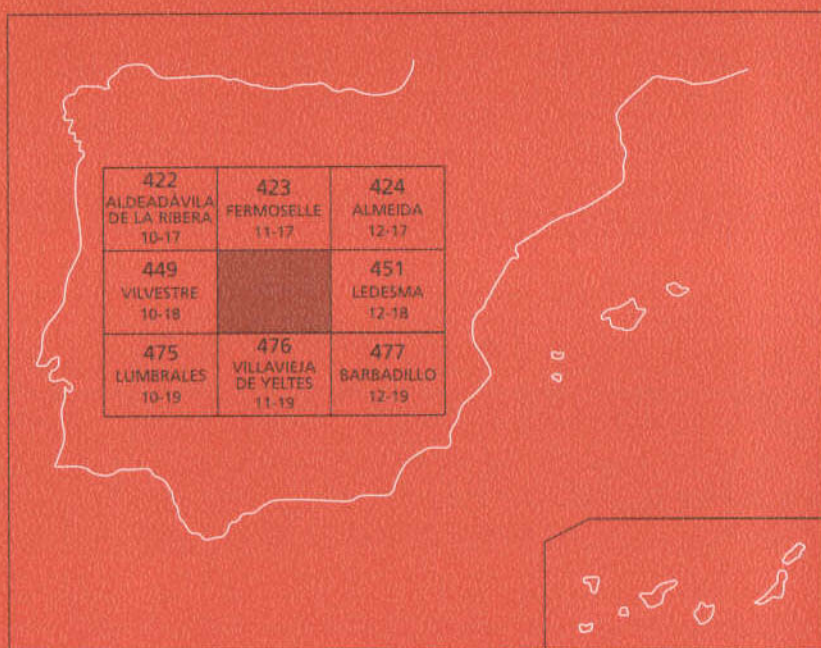 422
ALDEADÁVILA
DE LA RIBERA
10-17
423
FERMOSELLE
11-17
424
ALMEIDA
12-17
449
VILVESTRE
10-18
451
LEDESMA
12-18
475
LUMBRALES
10-19
476
VILLAVIEJA
DE YELTES
11-19
477
BARBADILLO
12-19